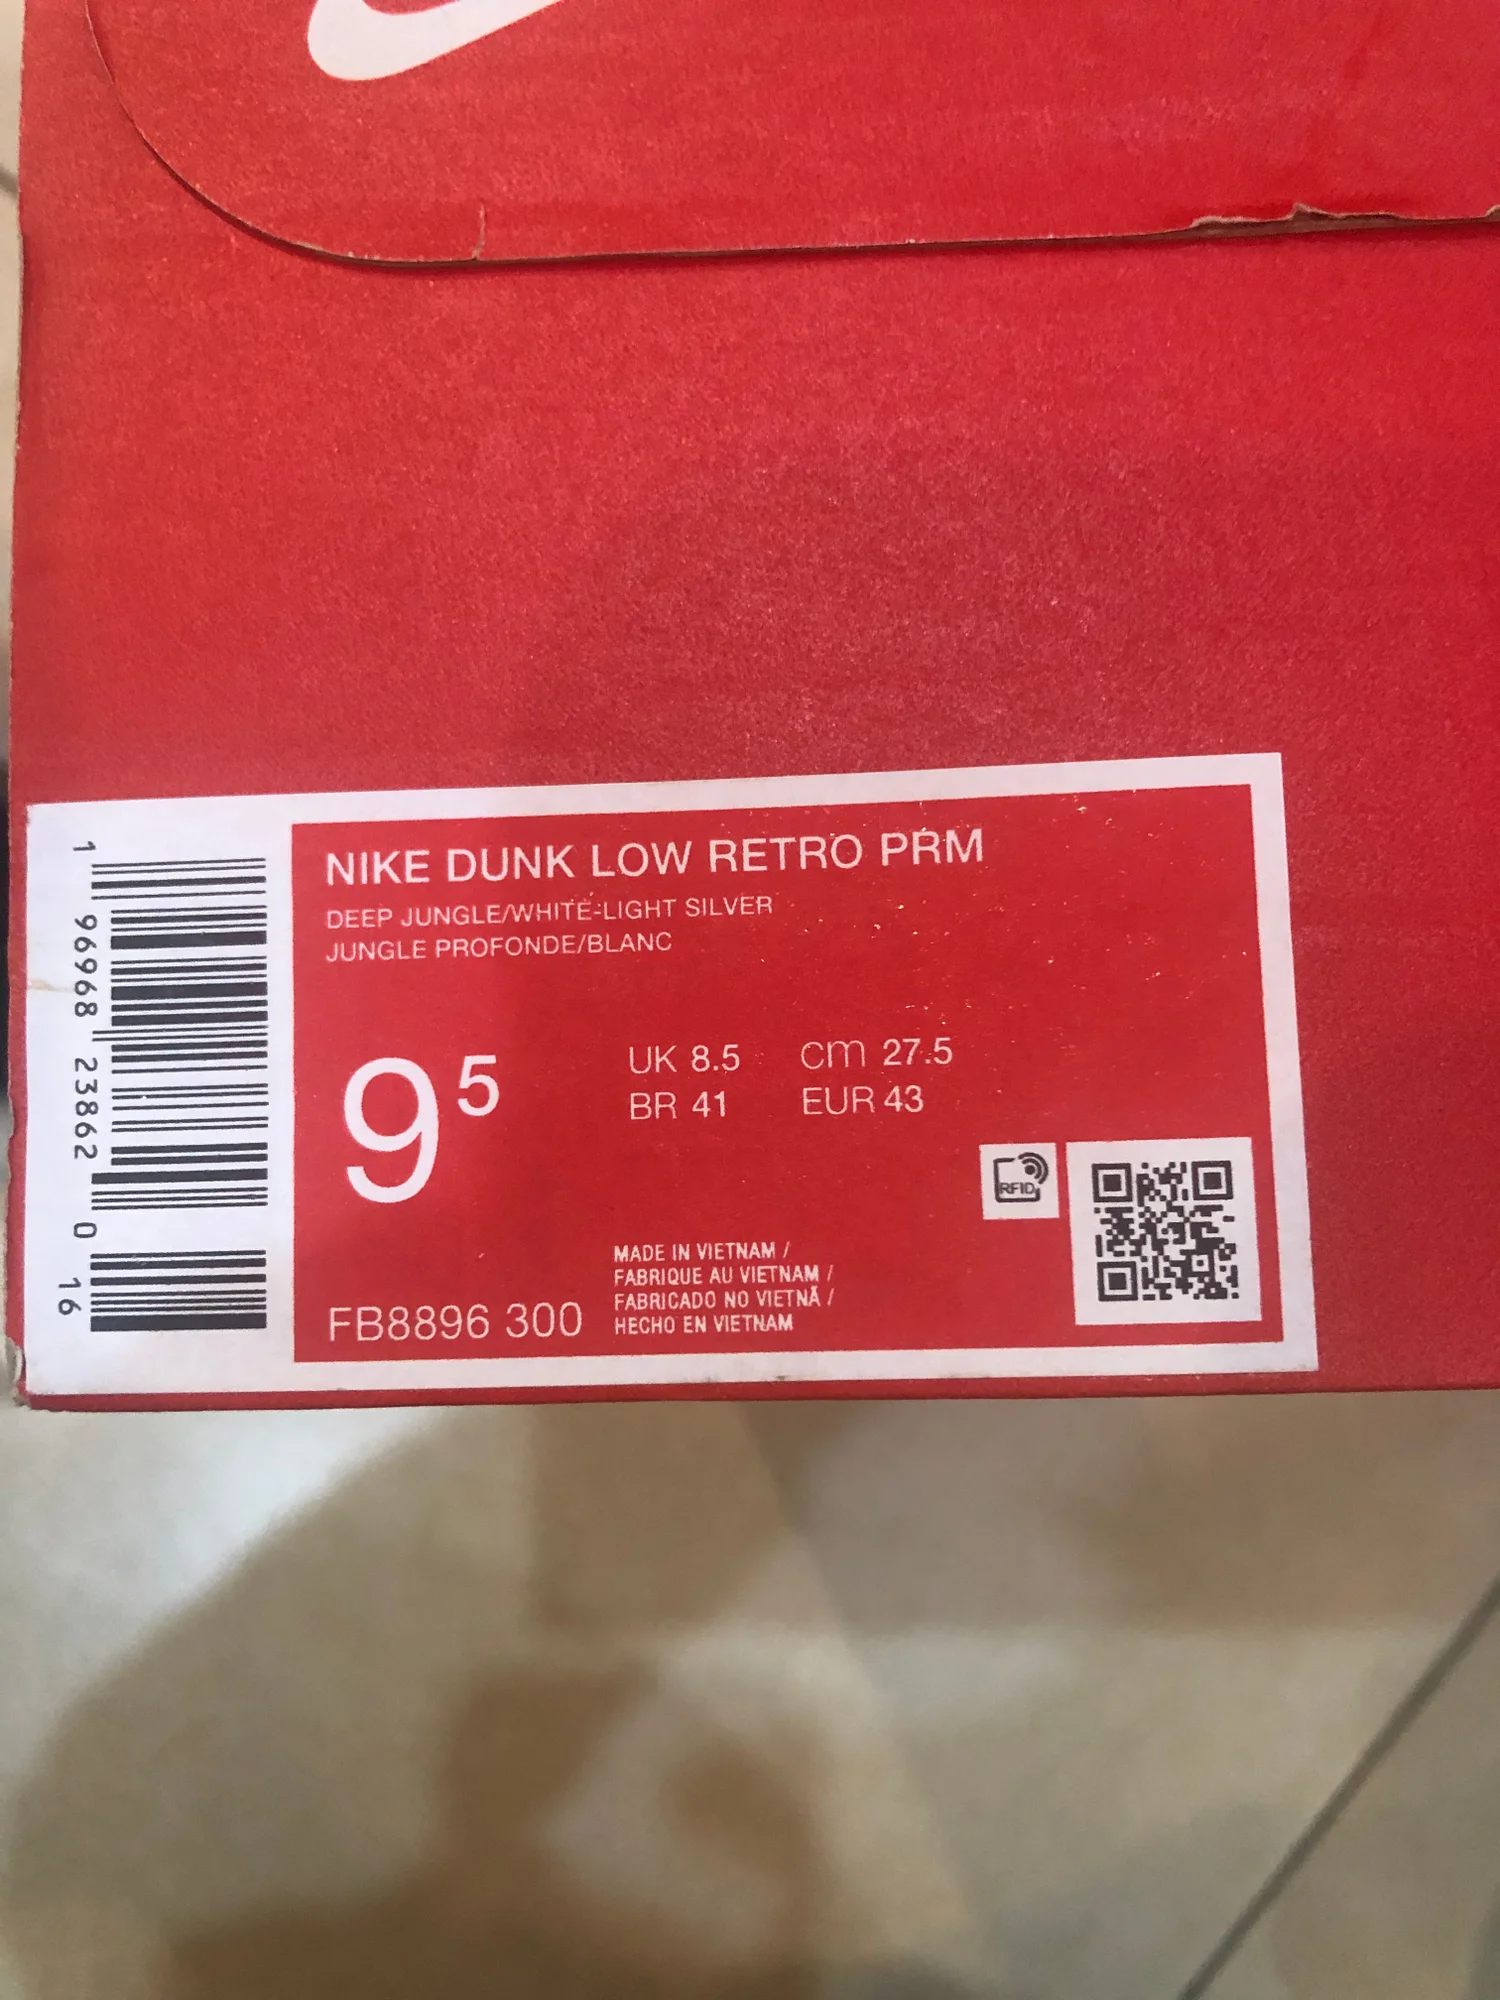 NIKE DUNK LOW RETRO PRM
DEEP JUNGLE/WHITE-LIGHT SILVER
JUNGLE PROFONDE/BLANC
9 5
UK 8.5 cm 27.5
BR 41 EUR 43
RFID
MADE IN VIETNAM /
FABRIQUE AU VIETNAM /
FABRICADO NO VIETNÃ /
HECHO EN VIETNAM
FB8896 300
1 96968 23862 0 16